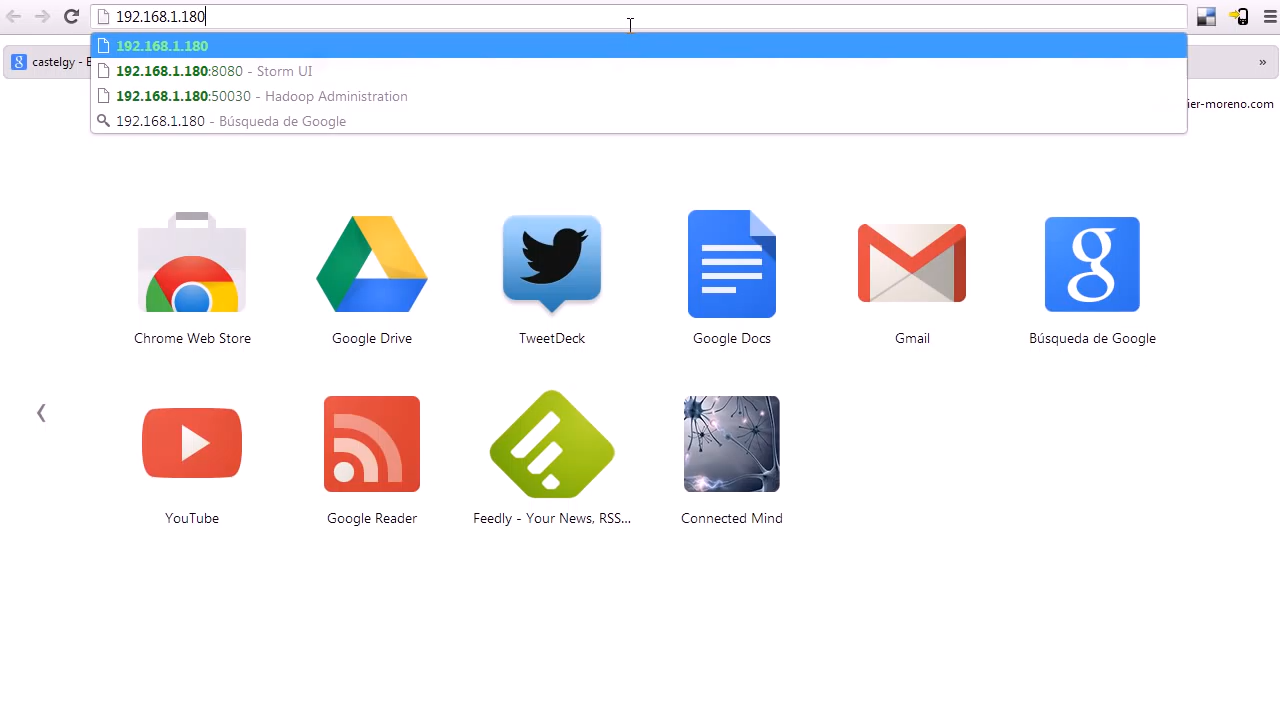 192.168.1.180
192.168.1.180
192.168.1.180:8080 - Storm UI
192.168.1.180:50030 - Hadoop Administration
192.168.1.180 - Búsqueda de Google
castelgy - E
»
ier-moreno.com
Chrome Web Store
Google Drive
TweetDeck
Google Docs
Gmail
Búsqueda de Google
YouTube
Google Reader
Feedly - Your News, RSS...
Connected Mind